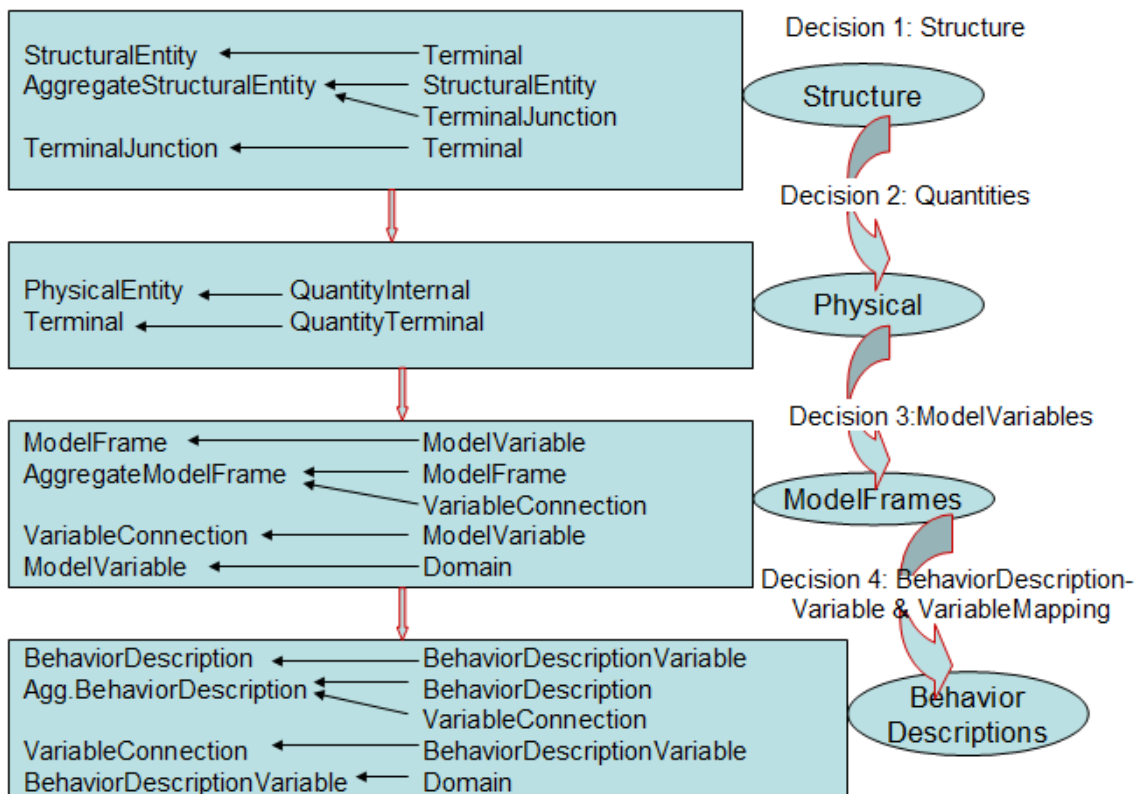 Decision 1: Structure
StructuralEntity Terminal
AggregateStructuralEntity StructuralEntity
TerminalJunction
TerminalJunction Terminal
Structure
Decision 2: Quantities
PhysicalEntity QuantityInternal
Terminal QuantityTerminal
Physical
Decision 3:ModelVariables
ModelFrame ModelVariable
AggregateModelFrame ModelFrame
VariableConnection
VariableConnection ModelVariable
ModelVariable Domain
ModelFrames
Decision 4: BehaviorDescription-
Variable & VariableMapping
BehaviorDescription BehaviorDescriptionVariable
Agg.BehaviorDescription BehaviorDescription
VariableConnection
VariableConnection BehaviorDescriptionVariable
BehaviorDescriptionVariable Domain
Behavior
Descriptions